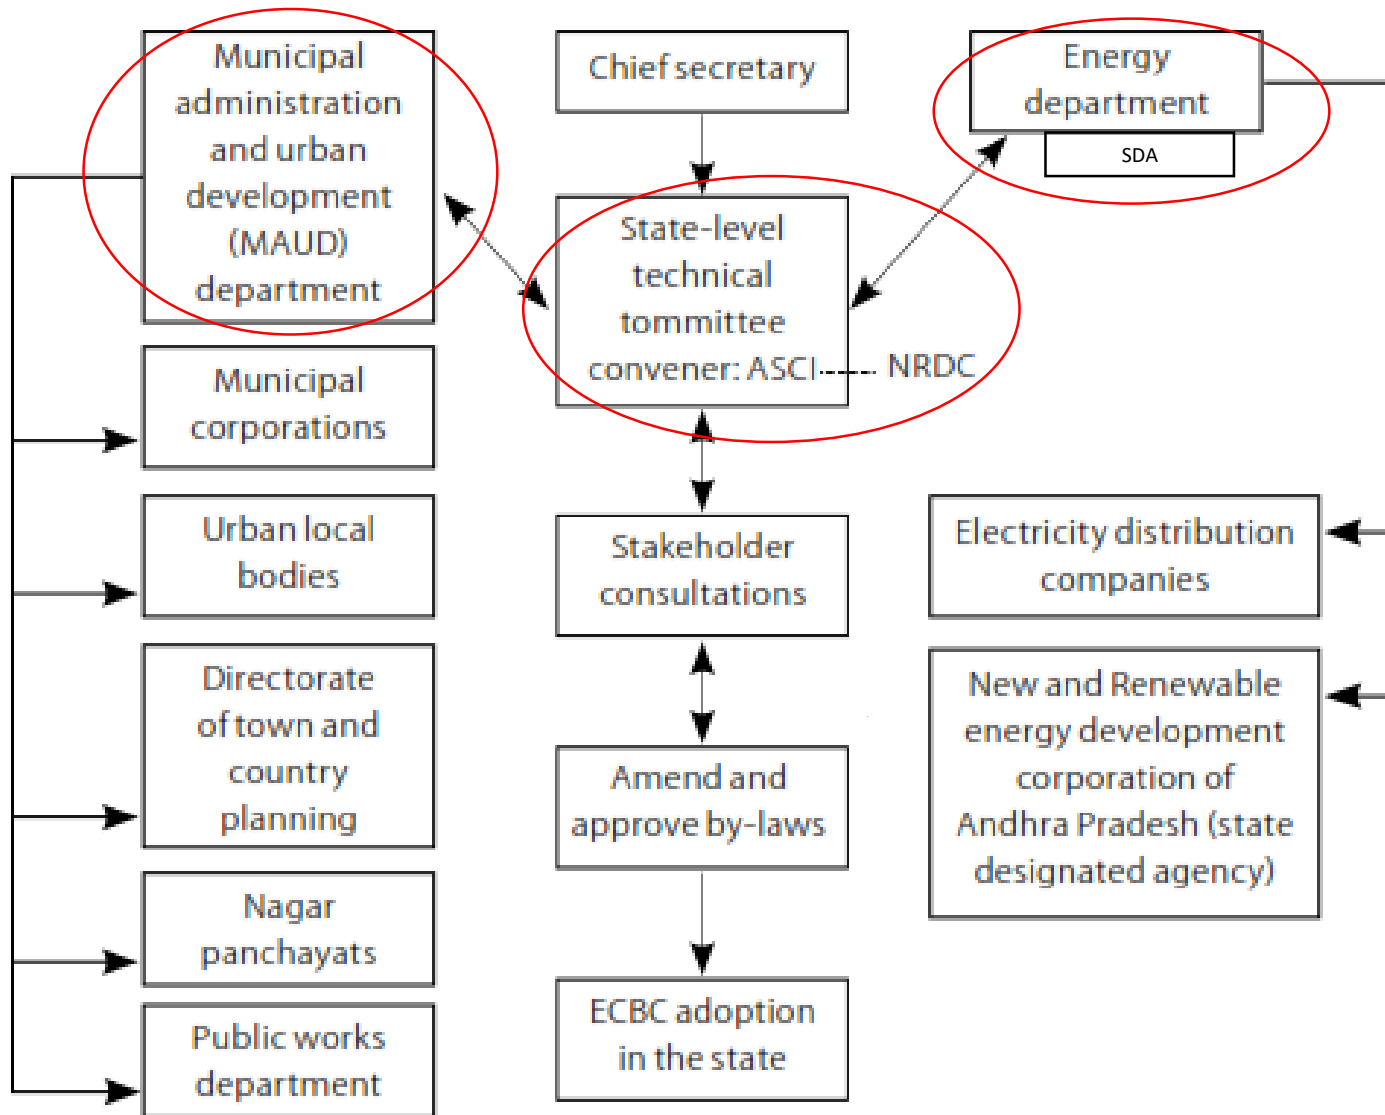 Municipal
administration
and urban
development
(MAUD)
department
Municipal
corporations
Urban local
bodies
Directorate
of town and
country
planning
Nagar
panchayats
Public works
department
Chief secretary
State-level
technical
tommittee
convener: ASCI ------ NRDC
Stakeholder
consultations
Amend and
approve by-laws
ECBC adoption
in the state
Energy
department
SDA
Electricity distribution
companies
New and Renewable
energy development
corporation of
Andhra Pradesh (state
designated agency)